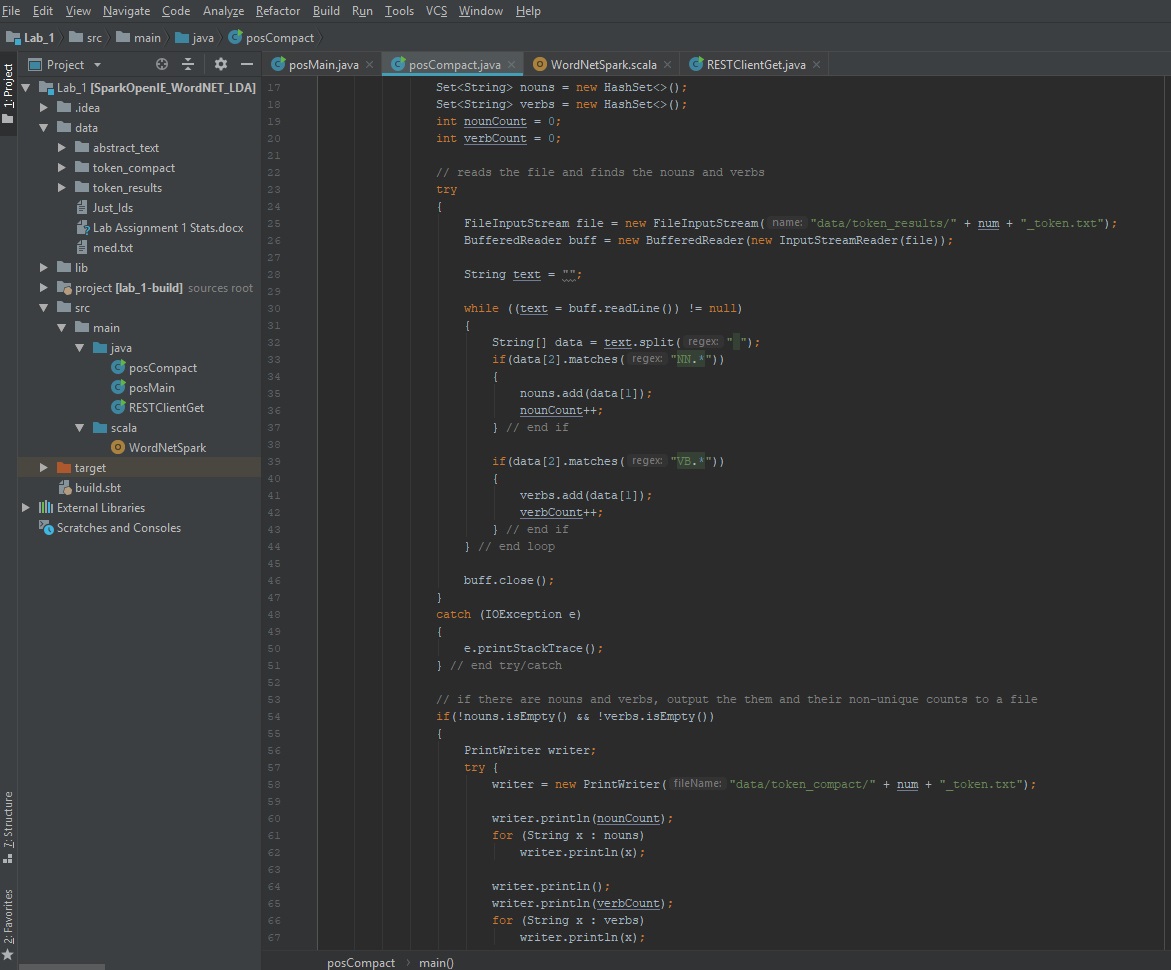 File Edit View Navigate Code Analyze Refactor Build Run Tools VCS Window Help
Lab_1 src main java posCompact
Project
posMain.java posCompact.java WordNetSpark.scala RESTClientGet.java
1: Project
Lab_1 [SparkOpenIE_WordNET_LDA]
.idea
data
abstract_text
token_compact
token_results
Just_Ids
Lab Assignment 1 Stats.docx
med.txt
lib
project [lab_1-build] sources root
src
main
java
posCompact
posMain
RESTClientGet
scala
WordNetSpark
target
build.sbt
External Libraries
Scratches and Consoles
7: Structure
2: Favorites
17 Set<String> nouns = new HashSet<>();
18 Set<String> verbs = new HashSet<>();
19 int nounCount = 0;
20 int verbCount = 0;
21
22 // reads the file and finds the nouns and verbs
23 try
24 {
25 FileInputStream file = new FileInputStream( name: "data/token_results/" + num + "_token.txt");
26 BufferedReader buff = new BufferedReader(new InputStreamReader(file));
27
28 String text = "";
29
30 while ((text = buff.readLine()) != null)
31 {
32 String[] data = text.split( regex: " ");
33 if(data[2].matches( regex: "NN.*"))
34 {
35 nouns.add(data[1]);
36 nounCount++;
37 } // end if
38
39 if(data[2].matches( regex: "VB.*"))
40 {
41 verbs.add(data[1]);
42 verbCount++;
43 } // end if
44 } // end loop
45
46 buff.close();
47 }
48 catch (IOException e)
49 {
50 e.printStackTrace();
51 } // end try/catch
52
53 // if there are nouns and verbs, output the them and their non-unique counts to a file
54 if(!nouns.isEmpty() && !verbs.isEmpty())
55 {
56 PrintWriter writer;
57 try {
58 writer = new PrintWriter( fileName: "data/token_compact/" + num + "_token.txt");
59
60 writer.println(nounCount);
61 for (String x : nouns)
62 writer.println(x);
63
64 writer.println();
65 writer.println(verbCount);
66 for (String x : verbs)
67 writer.println(x);
posCompact main()